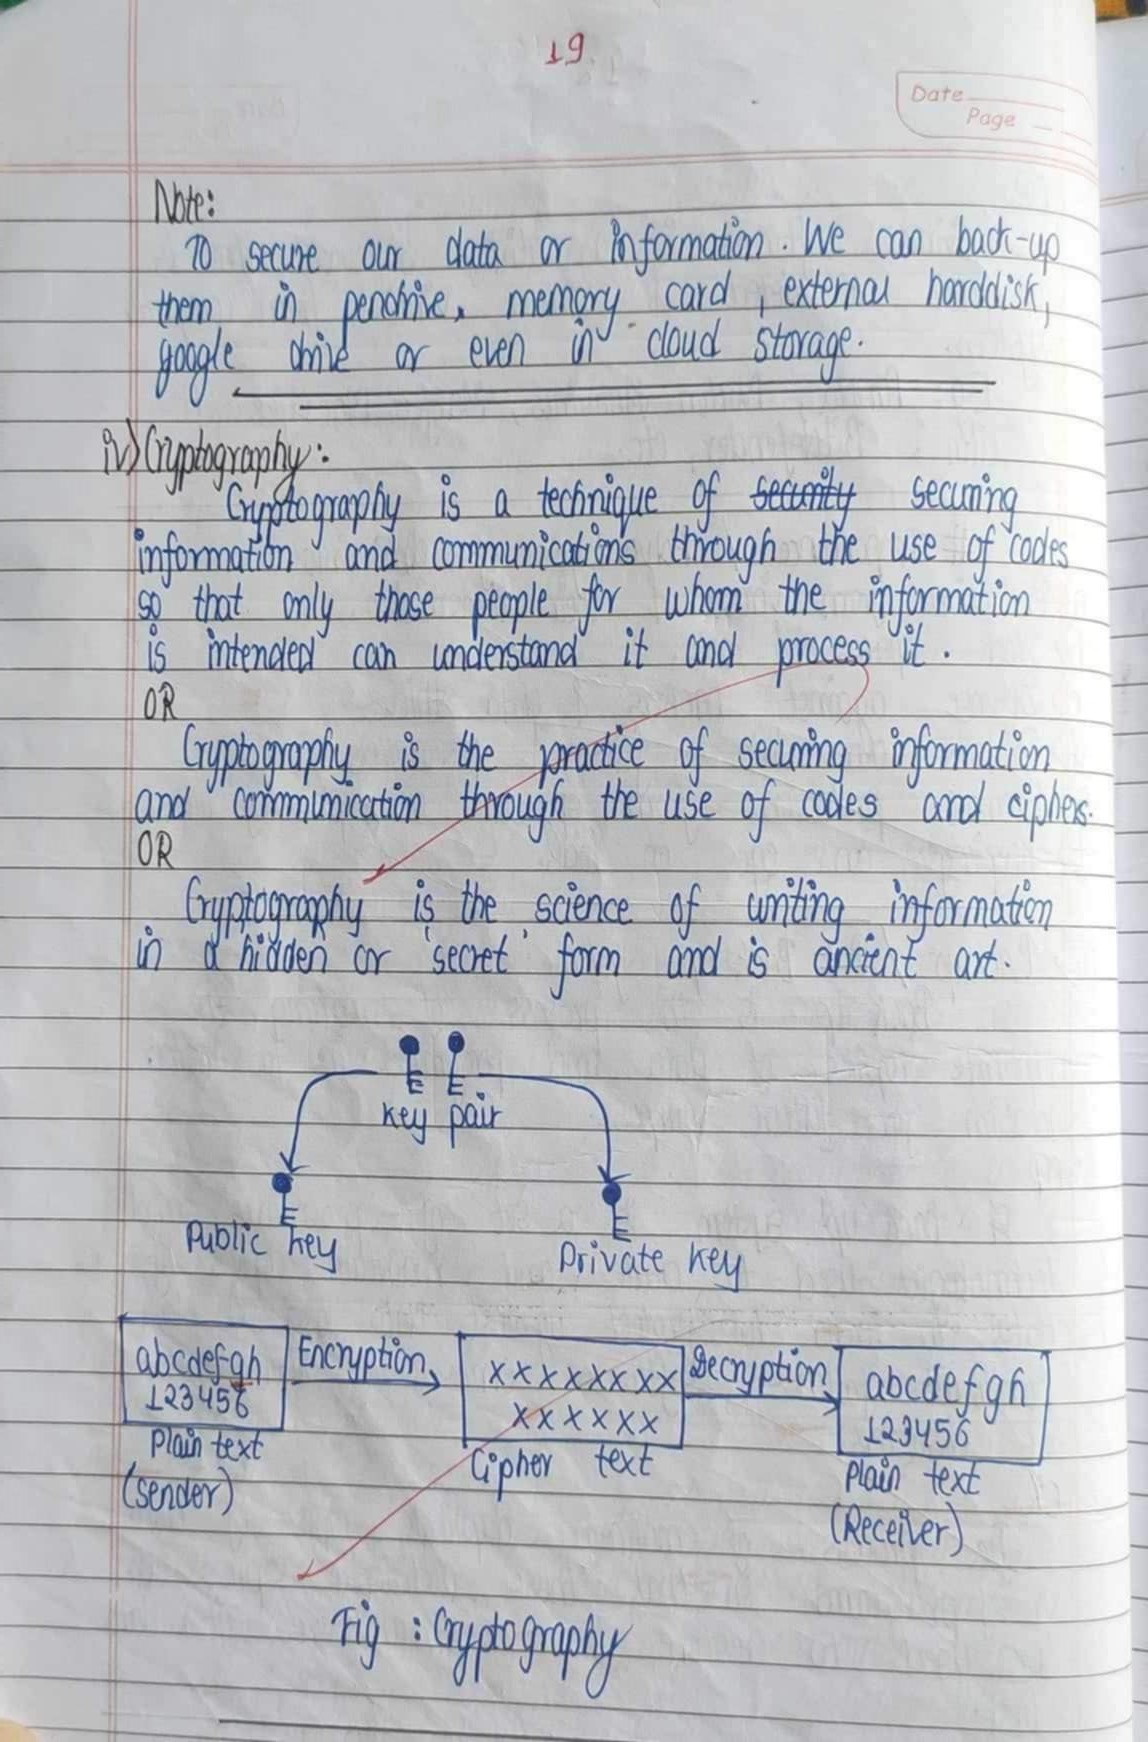 19
Date
Page
Note:
To secure our data or information. We can back-up
them in pendrive, memory card, external harddisk,
google drive or even in cloud storage.
iv) Cryptography:
Cryptography is a technique of security securing
information and communications through the use of codes
so that only those people for whom the information
is intended can understand it and process it.
OR
Cryptography is the practice of securing information
and communication through the use of codes and ciphers.
OR
Cryptography is the science of writing information
in a hidden or 'secret' form and is ancient art.
Key pair
Public key
Private key
abcdefgh Encryption xxxxxxxx Decryption abcdefgh
123456 xxxxxx 123456
Plain text Cipher text Plain text
(sender) (Receiver)
Fig : Cryptography